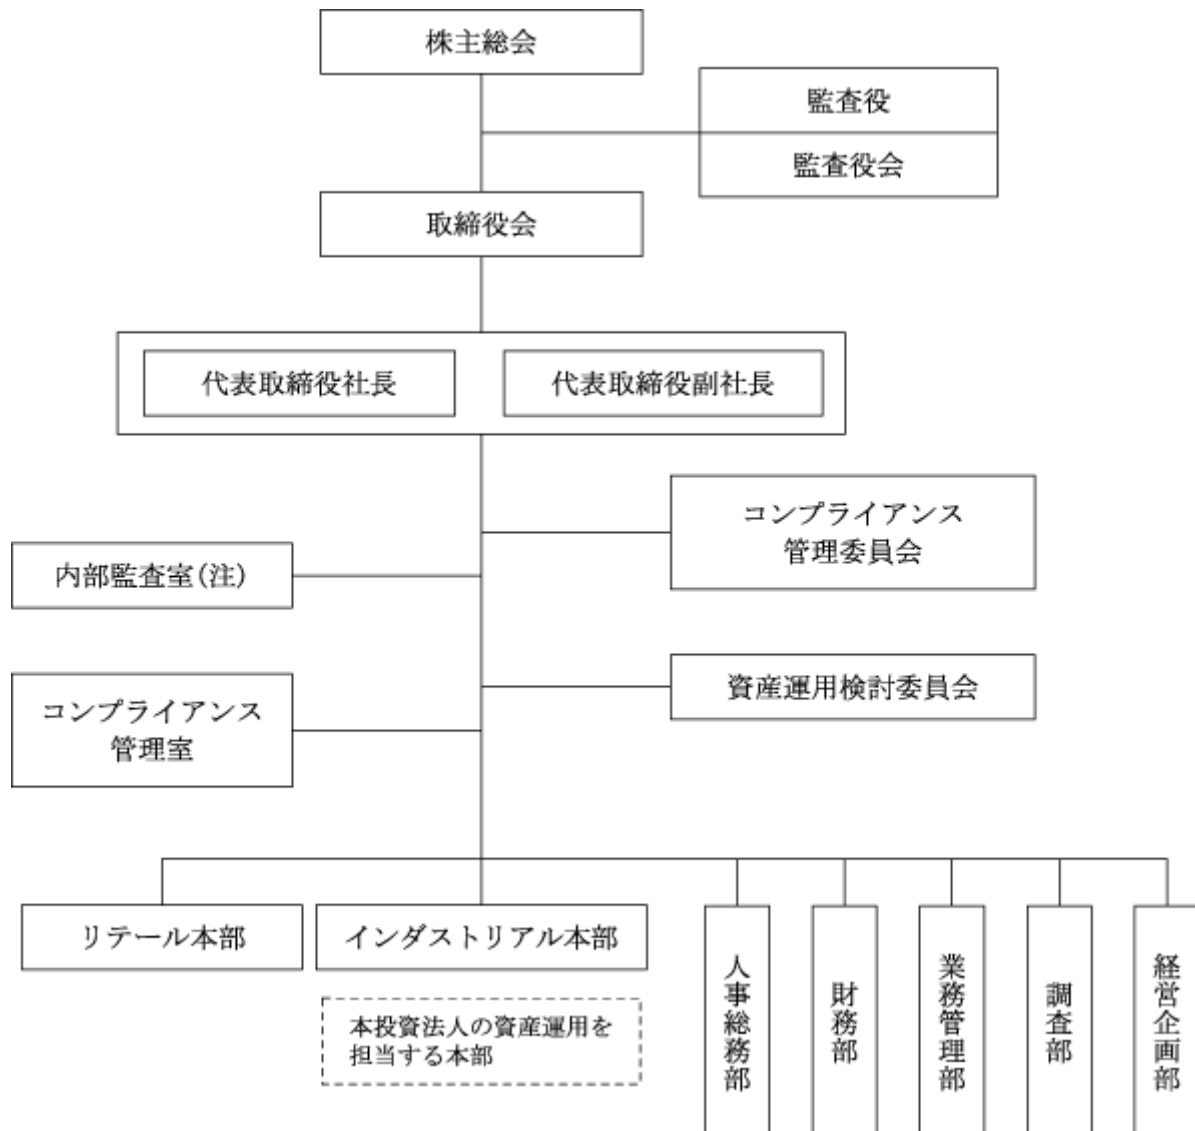 株主総会
監査役
監査役会
取締役会
代表取締役社長
代表取締役副社長
コンプライアンス
管理委員会
内部監査室(注)
資産運用検討委員会
コンプライアンス
管理室
リテール本部
インダストリアル本部
本投資法人の資産運用を
担当する本部
人事総務部
財務部
業務管理部
調査部
経営企画部